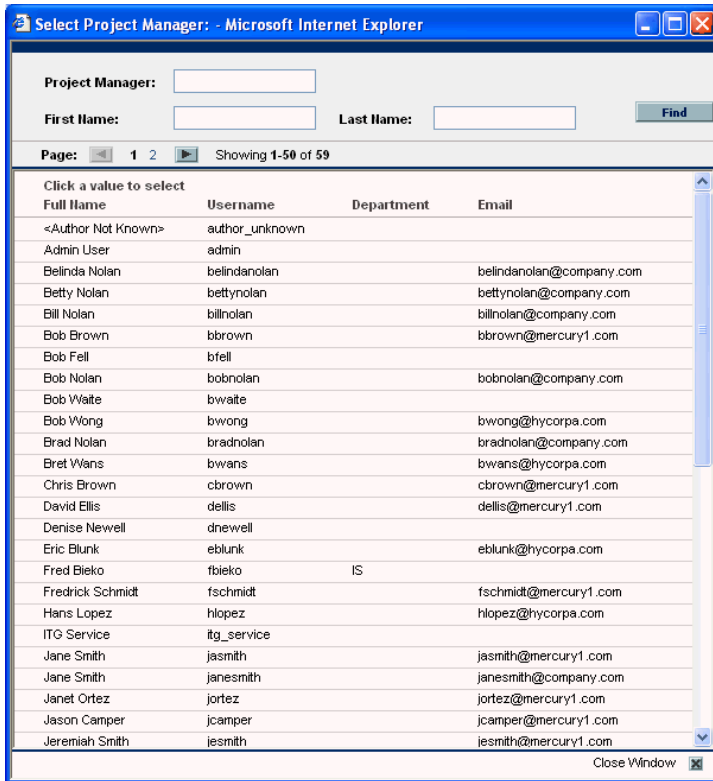 Select Project Manager: - Microsoft Internet Explorer
Project Manager:
First Name: Last Name: Find
Page: 1 2 Showing 1-50 of 59
Click a value to select
Full Name Username Department Email
<Author Not Known> author_unknown
Admin User admin
Belinda Nolan belindanolan belindanolan@company.com
Betty Nolan bettynolan bettynolan@company.com
Bill Nolan billnolan billnolan@company.com
Bob Brown bbrown bbrown@mercury1.com
Bob Fell bfell
Bob Nolan bobnolan bobnolan@company.com
Bob Waite bwaite
Bob Wong bwong bwong@hycorpa.com
Brad Nolan bradnolan bradnolan@company.com
Bret Wans bwans bwans@hycorpa.com
Chris Brown cbrown cbrown@mercury1.com
David Ellis dellis dellis@mercury1.com
Denise Newell dnewell
Eric Blunk eblunk eblunk@hycorpa.com
Fred Bieko fbieko IS
Fredrick Schmidt fschmidt fschmidt@mercury1.com
Hans Lopez hlopez hlopez@hycorpa.com
ITG Service itg_service
Jane Smith jasmith jasmith@mercury1.com
Jane Smith janesmith janesmith@company.com
Janet Ortez jortez jortez@mercury1.com
Jason Camper jcamper jcamper@mercury1.com
Jeremiah Smith jesmith jesmith@mercury1.com
Close Window